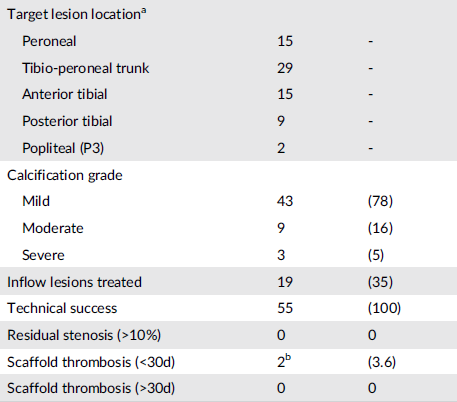 Target lesion locationᵃ
Peroneal 15 -
Tibio-peroneal trunk 29 -
Anterior tibial 15 -
Posterior tibial 9 -
Popliteal (P3) 2 -
Calcification grade
Mild 43 (78)
Moderate 9 (16)
Severe 3 (5)
Inflow lesions treated 19 (35)
Technical success 55 (100)
Residual stenosis (>10%) 0 0
Scaffold thrombosis (<30d) 2ᵇ (3.6)
Scaffold thrombosis (>30d) 0 0